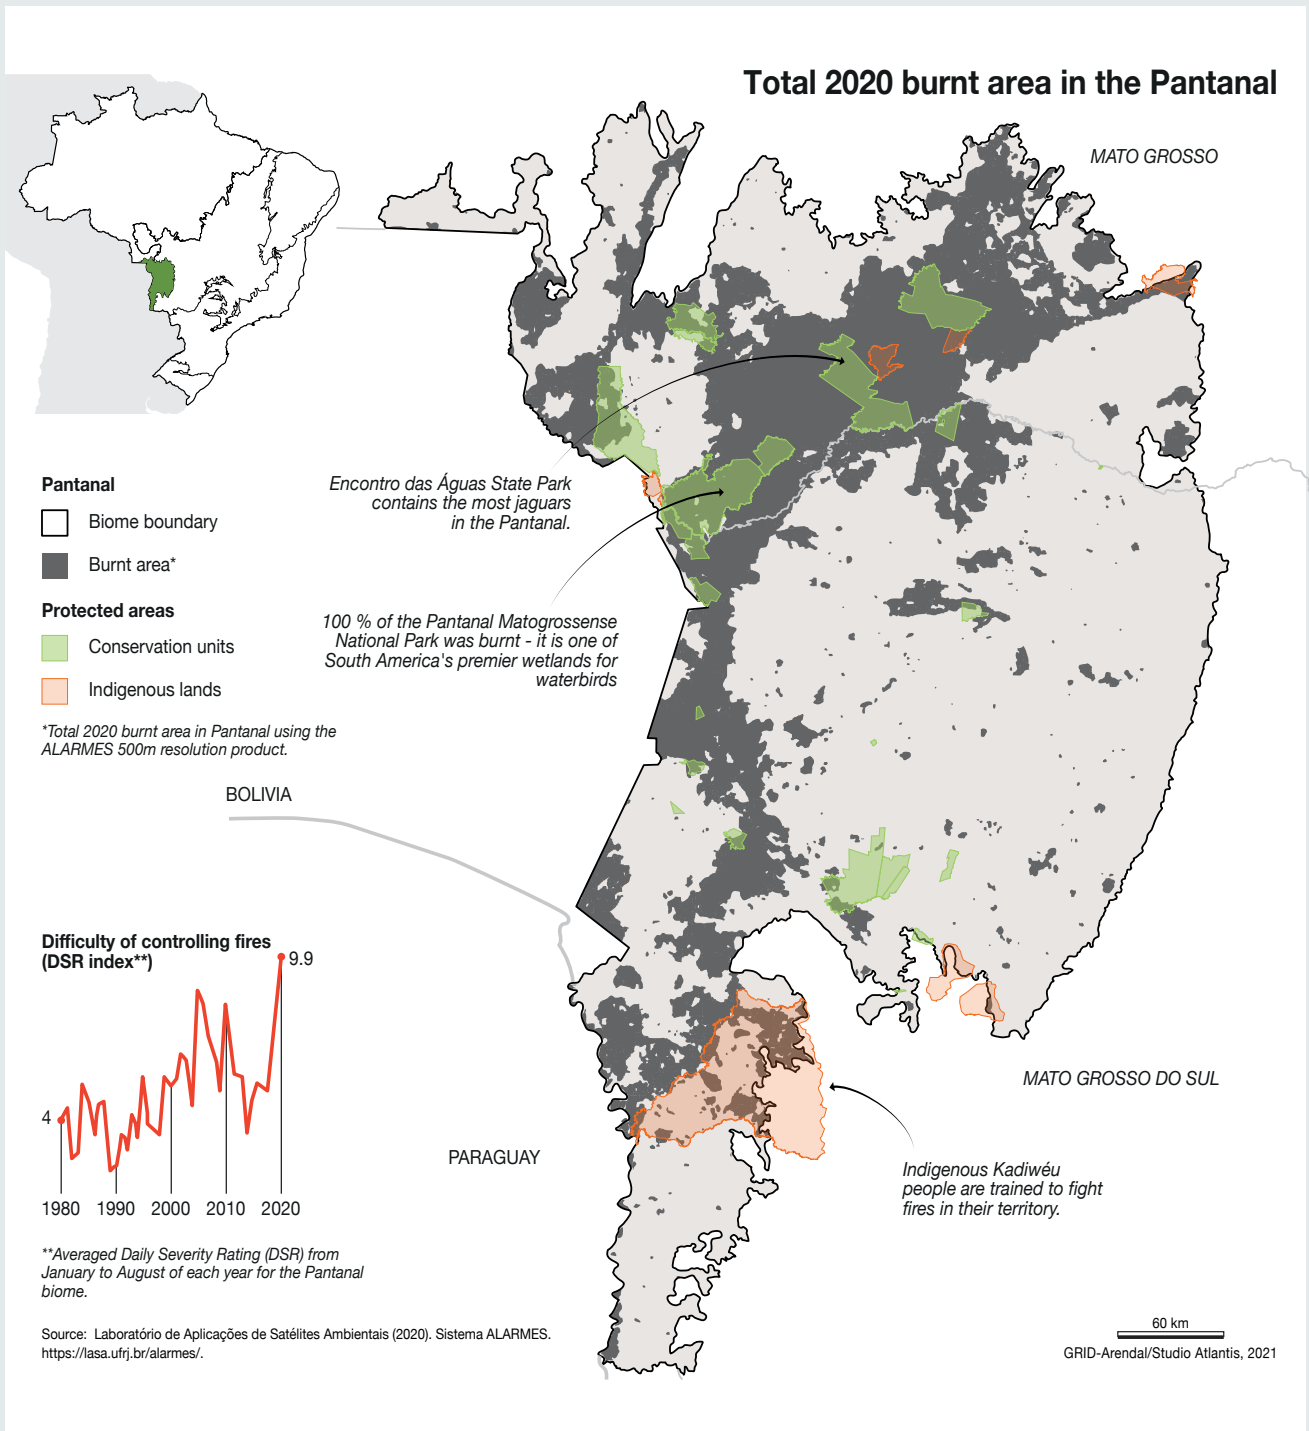 Total 2020 burnt area in the Pantanal
MATO GROSSO
Encontro das Águas State Park
contains the most jaguars
in the Pantanal.
Pantanal
Biome boundary
Burnt area*
Protected areas
Conservation units
Indigenous lands
*Total 2020 burnt area in Pantanal using the
ALARMES 500m resolution product.
100 % of the Pantanal Matogrossense
National Park was burnt - it is one of
South America's premier wetlands for
waterbirds
BOLIVIA
Difficulty of controlling fires
(DSR index**)
9.9
4
1980 1990 2000 2010 2020
**Averaged Daily Severity Rating (DSR) from
January to August of each year for the Pantanal
biome.
PARAGUAY
MATO GROSSO DO SUL
Indigenous Kadiwéu
people are trained to fight
fires in their territory.
Source: Laboratório de Aplicações de Satélites Ambientais (2020). Sistema ALARMES.
https://lasa.ufrj.br/alarmes/.
60 km
GRID-Arendal/Studio Atlantis, 2021